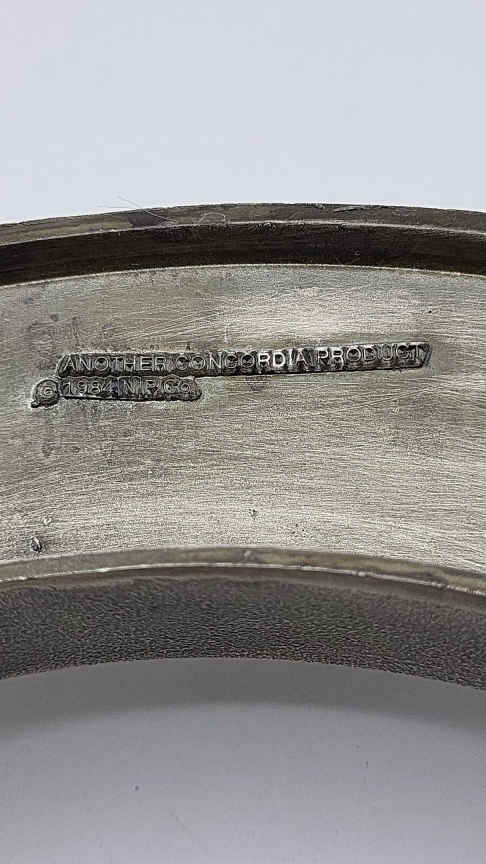 ANOTHER CONCORDIA PRODUCT
© 1984 N.P.CO.